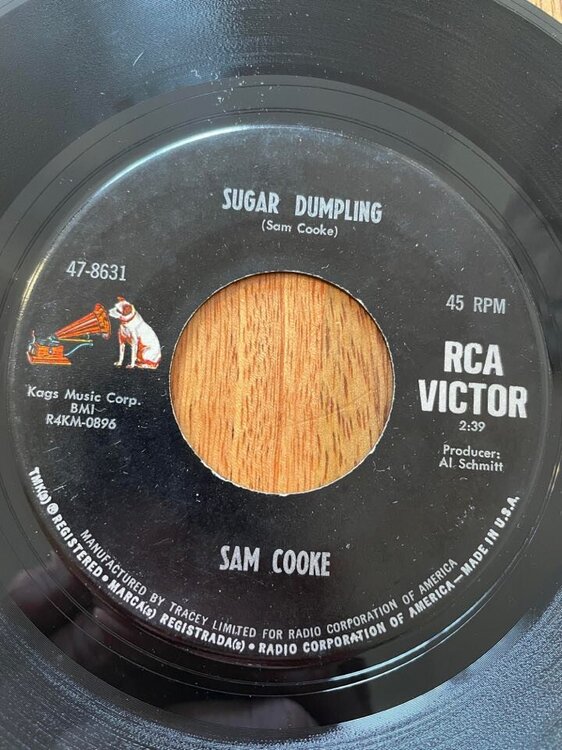 SUGAR DUMPLING
(Sam Cooke)
47-8631
45 RPM
RCA
VICTOR
2:39
Kags Music Corp.
BMI
R4KM-0896
Producer:
Al Schmitt
SAM COOKE
MANUFACTURED BY TRACEY LIMITED FOR RADIO CORPORATION OF AMERICA
TMK(s) ® REGISTERED • MARCA(s) REGISTRADA(s) • RADIO CORPORATION OF AMERICA—MADE IN U.S.A.